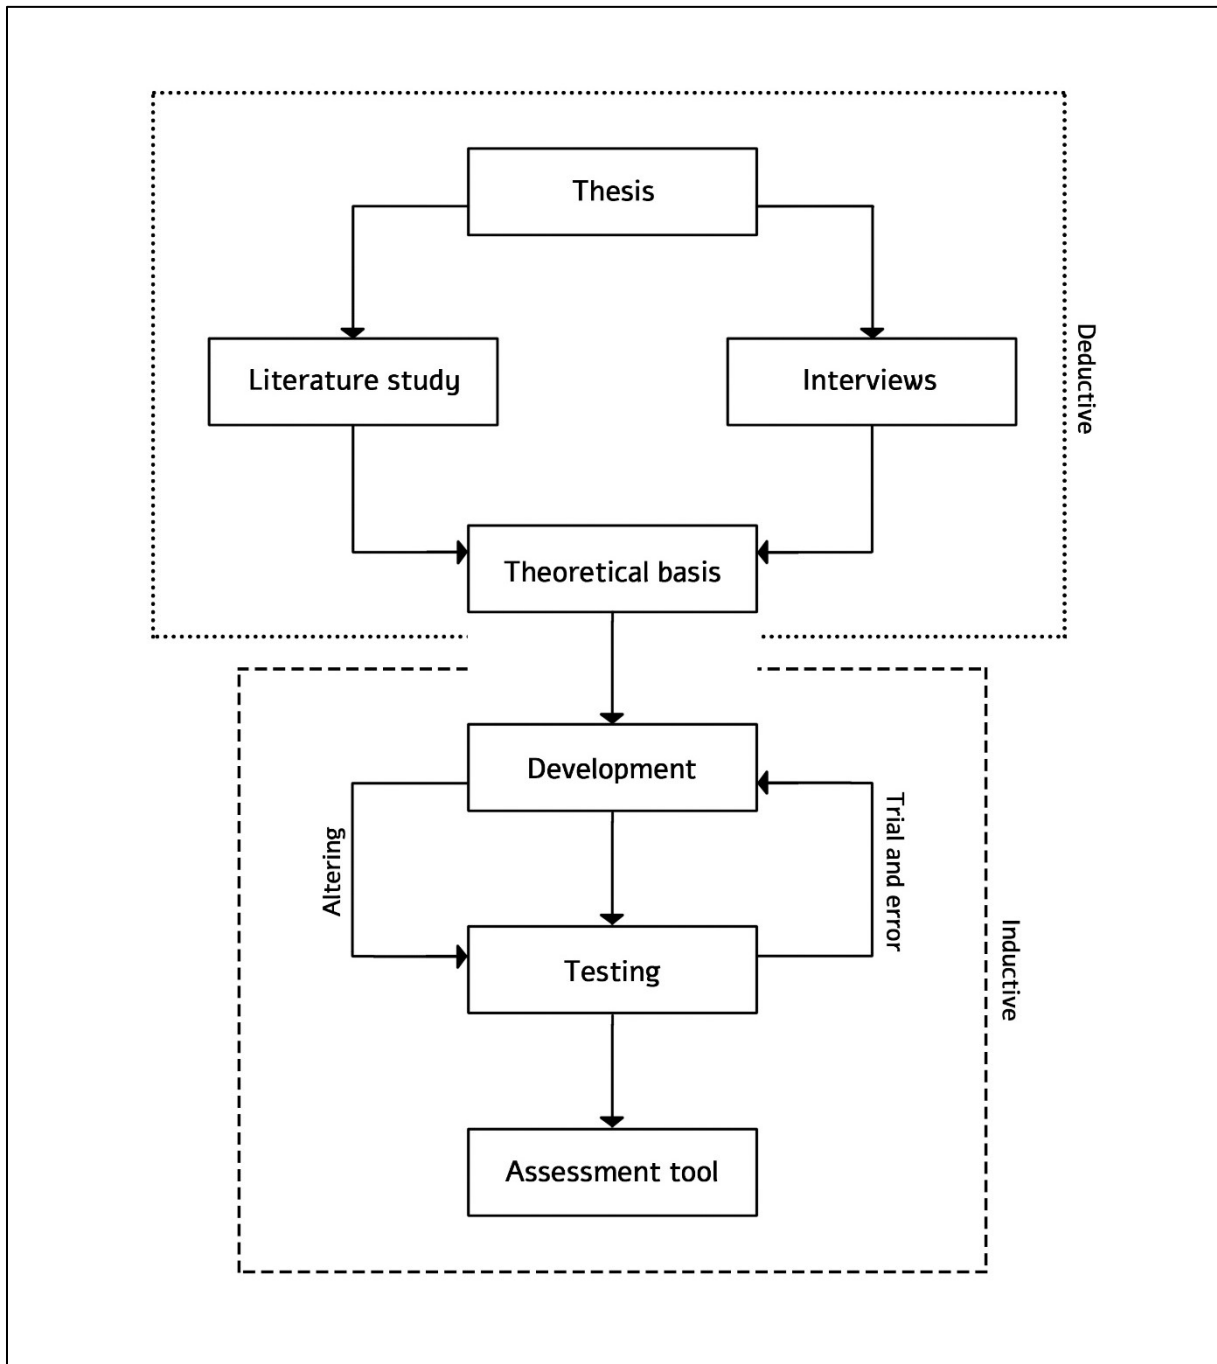 Thesis
Literature study
Interviews
Deductive
Theoretical basis
Development
Altering
Trial and error
Testing
Inductive
Assessment tool